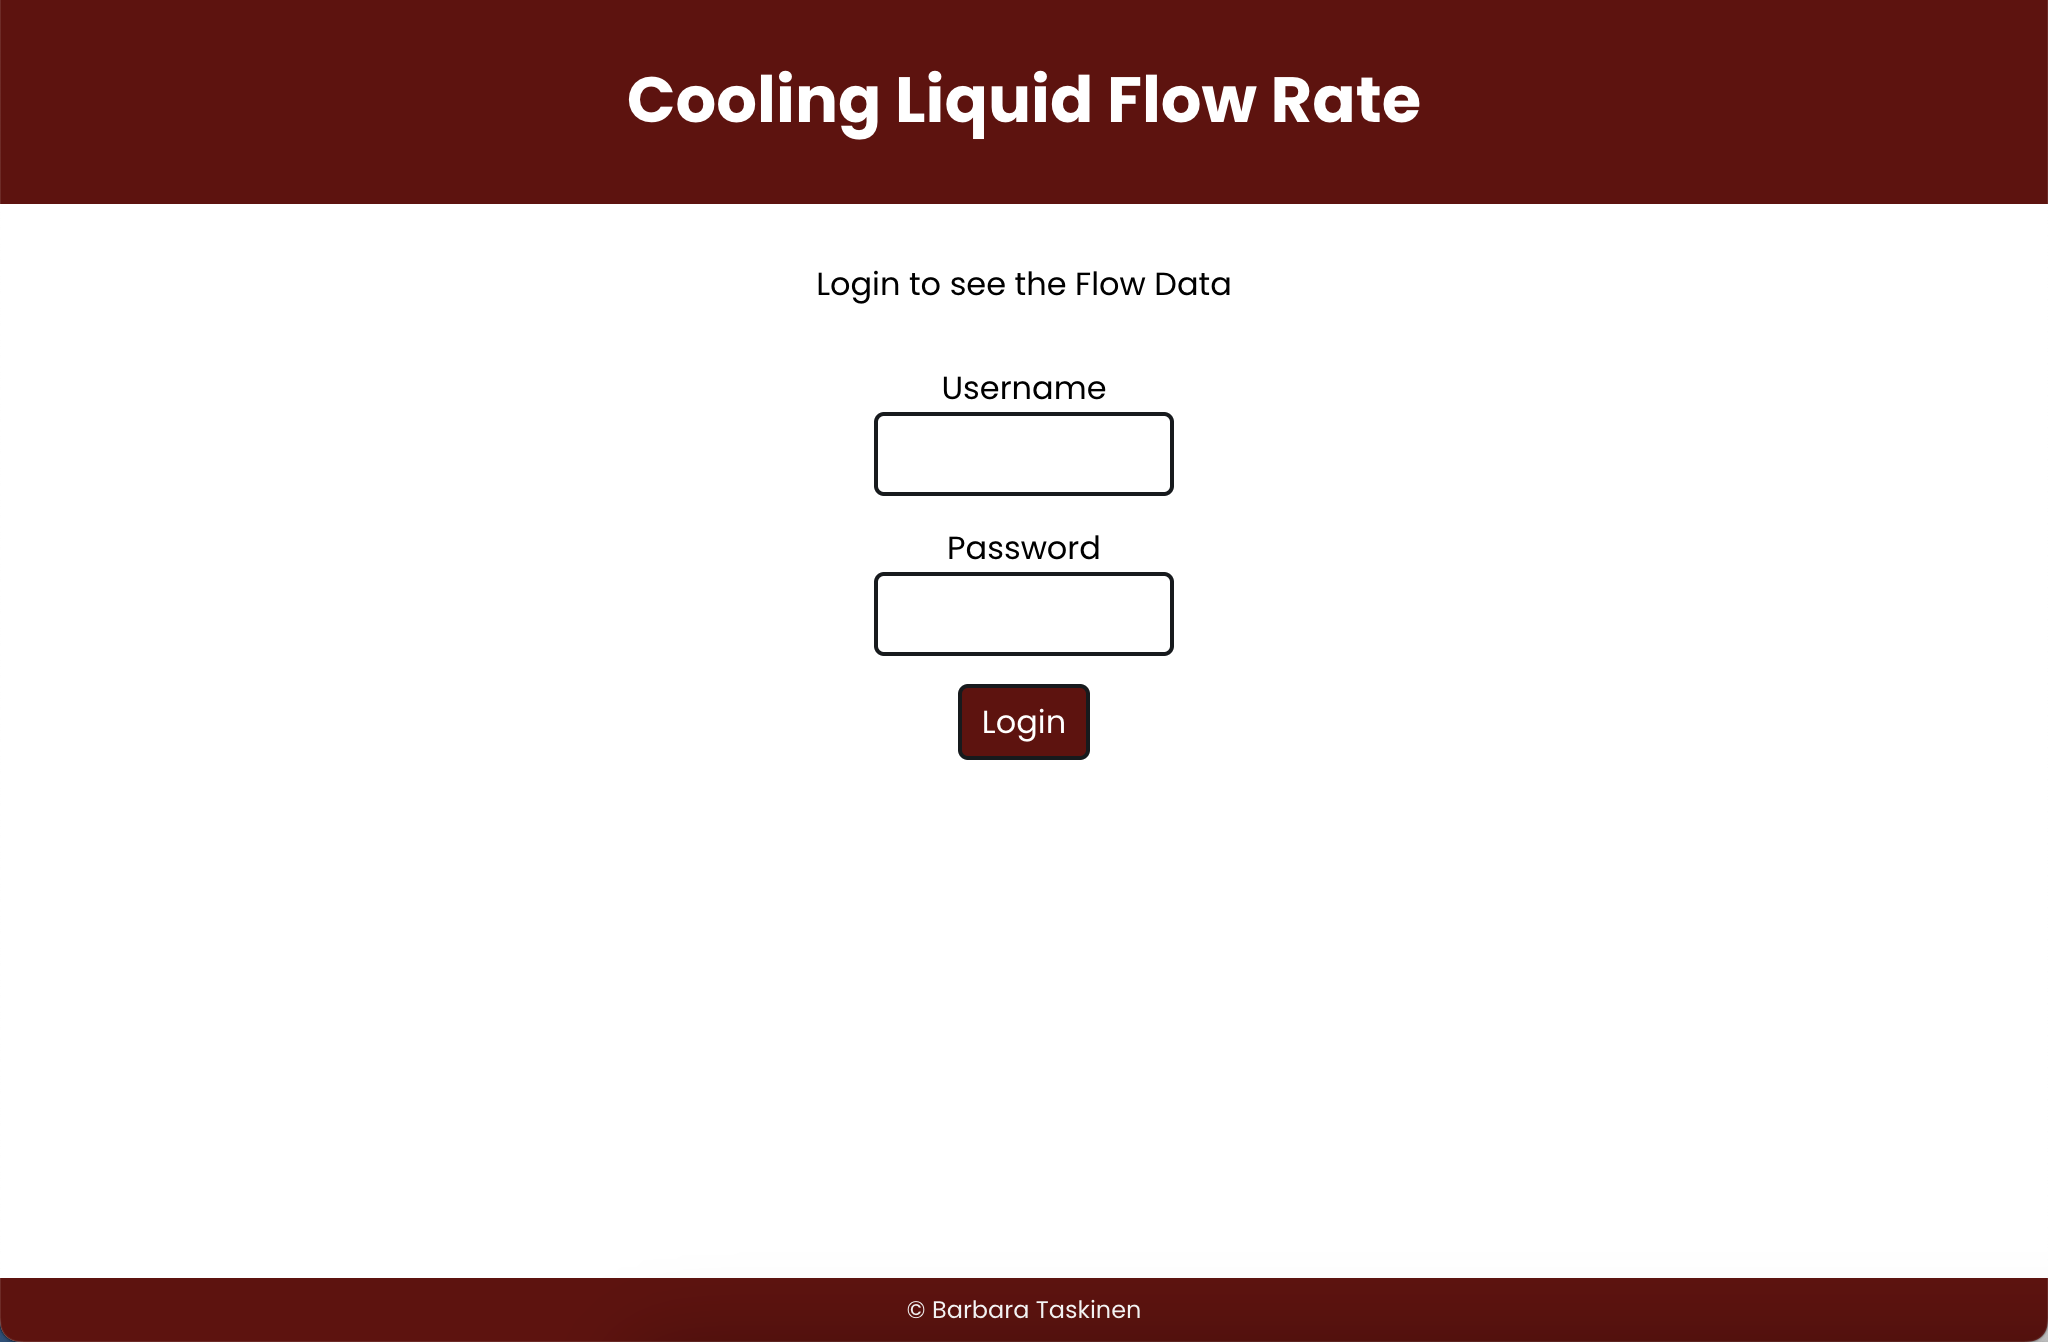 Cooling Liquid Flow Rate
Login to see the Flow Data
Username
Password
Login
© Barbara Taskinen